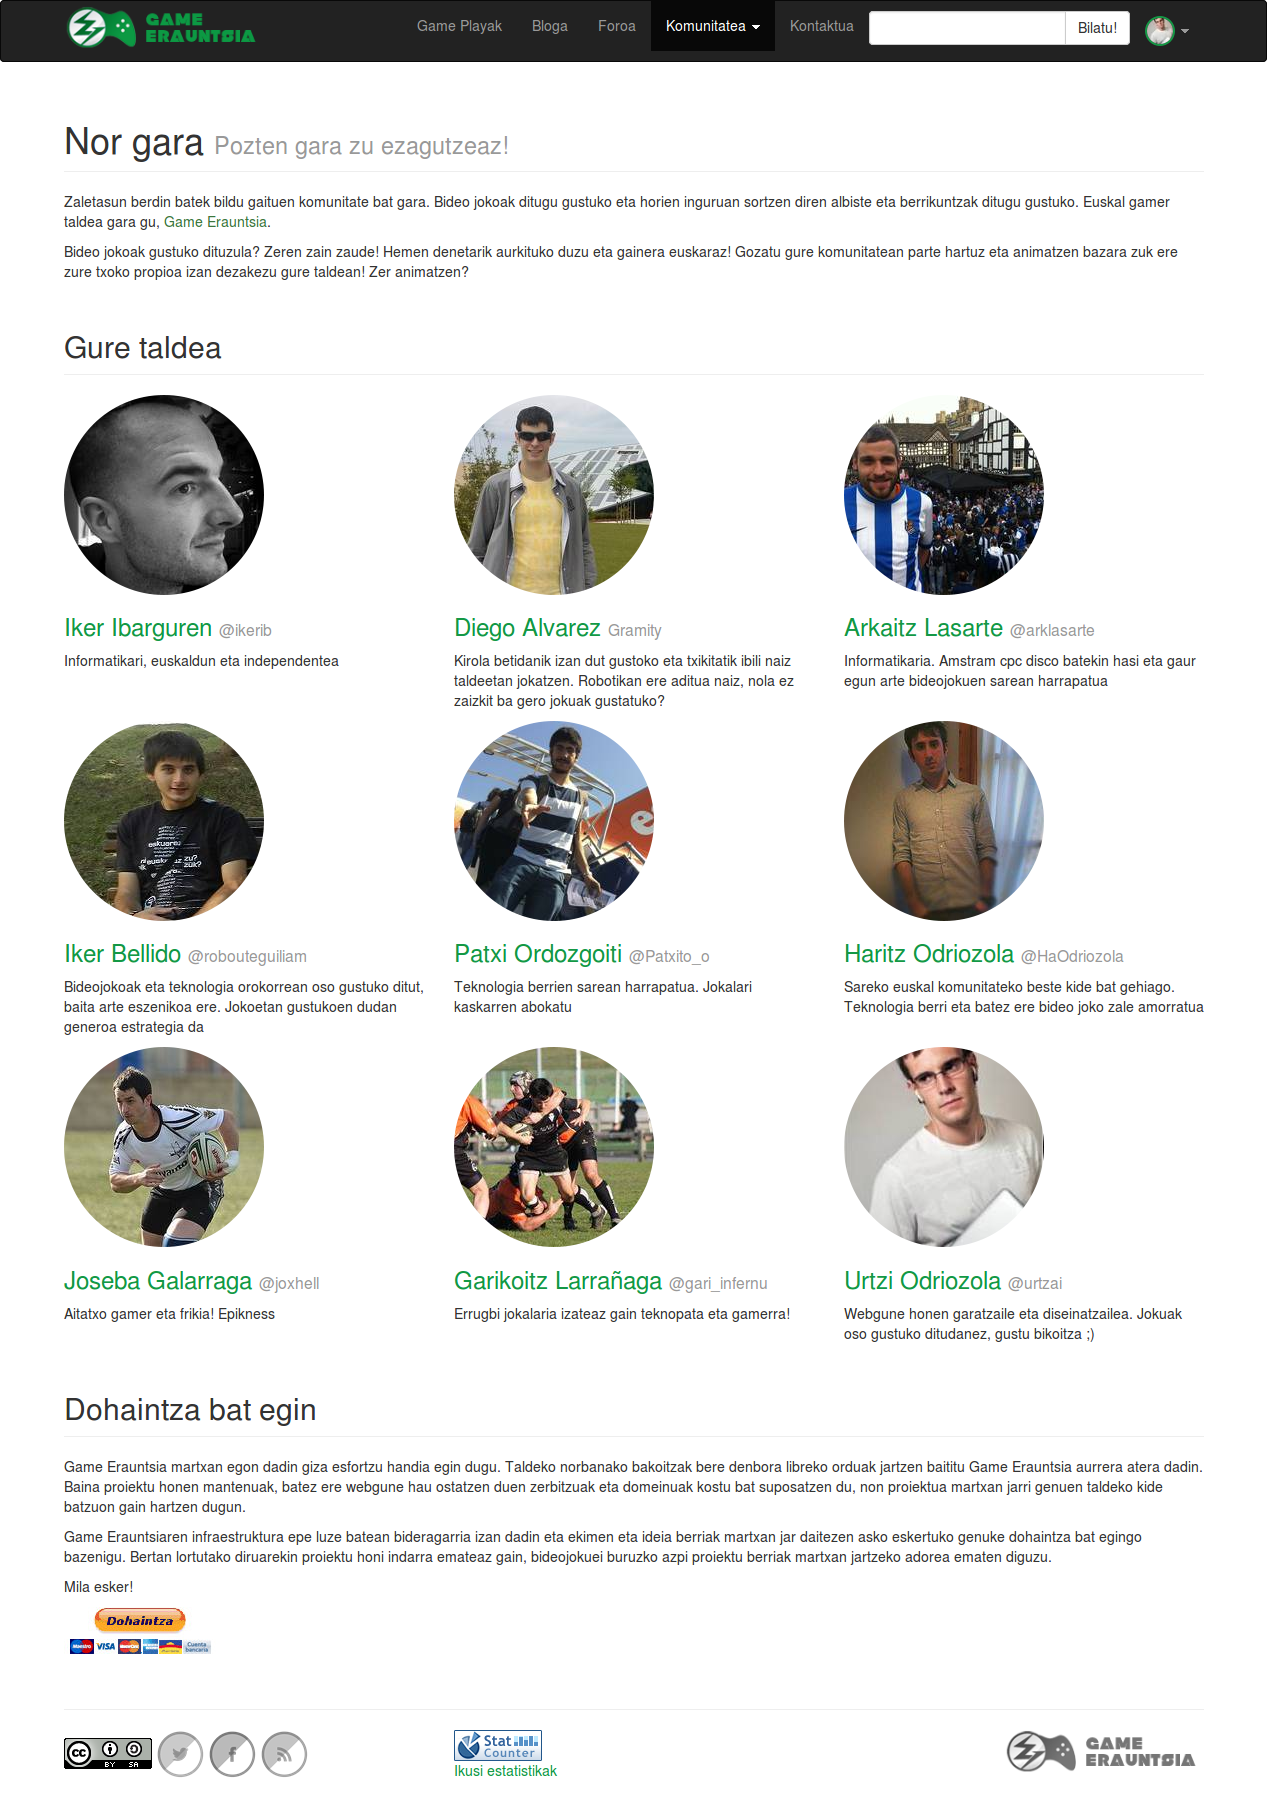 GAME
ERAUNTSIA
Game Playak
Bloga
Foroa
Komunitatea
Kontaktua
Bilatu!
Nor gara Pozten gara zu ezagutzeaz!
Zaletasun berdin batek bildu gaituen komunitate bat gara. Bideo jokoak ditugu gustuko eta horien inguruan sortzen diren albiste eta berrikuntzak ditugu gustuko. Euskal gamer
taldea gara gu, Game Erauntsia.
Bideo jokoak gustuko dituzula? Zeren zain zaude! Hemen denetarik aurkituko duzu eta gainera euskaraz! Gozatu gure komunitatean parte hartuz eta animatzen bazara zuk ere
zure txoko propioa izan dezakezu gure taldean! Zer animatzen?
Gure taldea
Iker Ibarguren @ikerib
Informatikari, euskaldun eta independentea
Diego Alvarez Gramity
Kirola betidanik izan dut gustoko eta txikitatik ibili naiz
taldeetan jokatzen. Robotikan ere aditua naiz, nola ez
zaizkit ba gero jokuak gustatuko?
Arkaitz Lasarte @arklasarte
Informatikaria. Amstram cpc disco batekin hasi eta gaur
egun arte bideojokuen sarean harrapatua
Iker Bellido @robouteguiliam
Bideojokoak eta teknologia orokorrean oso gustuko ditut,
baita arte eszenikoa ere. Jokoetan gustukoen dudan
generoa estrategia da
Patxi Ordozgoiti @Patxito_o
Teknologia berrien sarean harrapatua. Jokalari
kaskarren abokatu
Haritz Odriozola @HaOdriozola
Sareko euskal komunitateko beste kide bat gehiago.
Teknologia berri eta batez ere bideo joko zale amorratua
Joseba Galarraga @joxhell
Aitatxo gamer eta frikia! Epikness
Garikoitz Larrañaga @gari_infernu
Errugbi jokalaria izateaz gain teknopata eta gamerra!
Urtzi Odriozola @urtzai
Webgune honen garatzaile eta diseinatzailea. Jokuak
oso gustuko ditudanez, gustu bikoitza ;)
Dohaintza bat egin
Game Erauntsia martxan egon dadin giza esfortzu handia egin dugu. Taldeko norbanako bakoitzak bere denbora libreko orduak jartzen baititu Game Erauntsia aurrera atera dadin.
Baina proiektu honen mantenuak, batez ere webgune hau ostatzen duen zerbitzuak eta domeinuak kostu bat suposatzen du, non proiektua martxan jarri genuen taldeko kide
batzuon gain hartzen dugun.
Game Erauntsiaren infraestruktura epe luze batean bideragarria izan dadin eta ekimen eta ideia berriak martxan jar daitezen asko eskertuko genuke dohaintza bat egingo
bazenigu. Bertan lortutako diruarekin proiektu honi indarra emateaz gain, bideojokuei buruzko azpi proiektu berriak martxan jartzeko adorea ematen diguzu.
Mila esker!
Dohaintza
Maestro VISA MasterCard Cuenta
bancaria
cc BY SA
Stat
Counter
Ikusi estatistikak
GAME
ERAUNTSIA